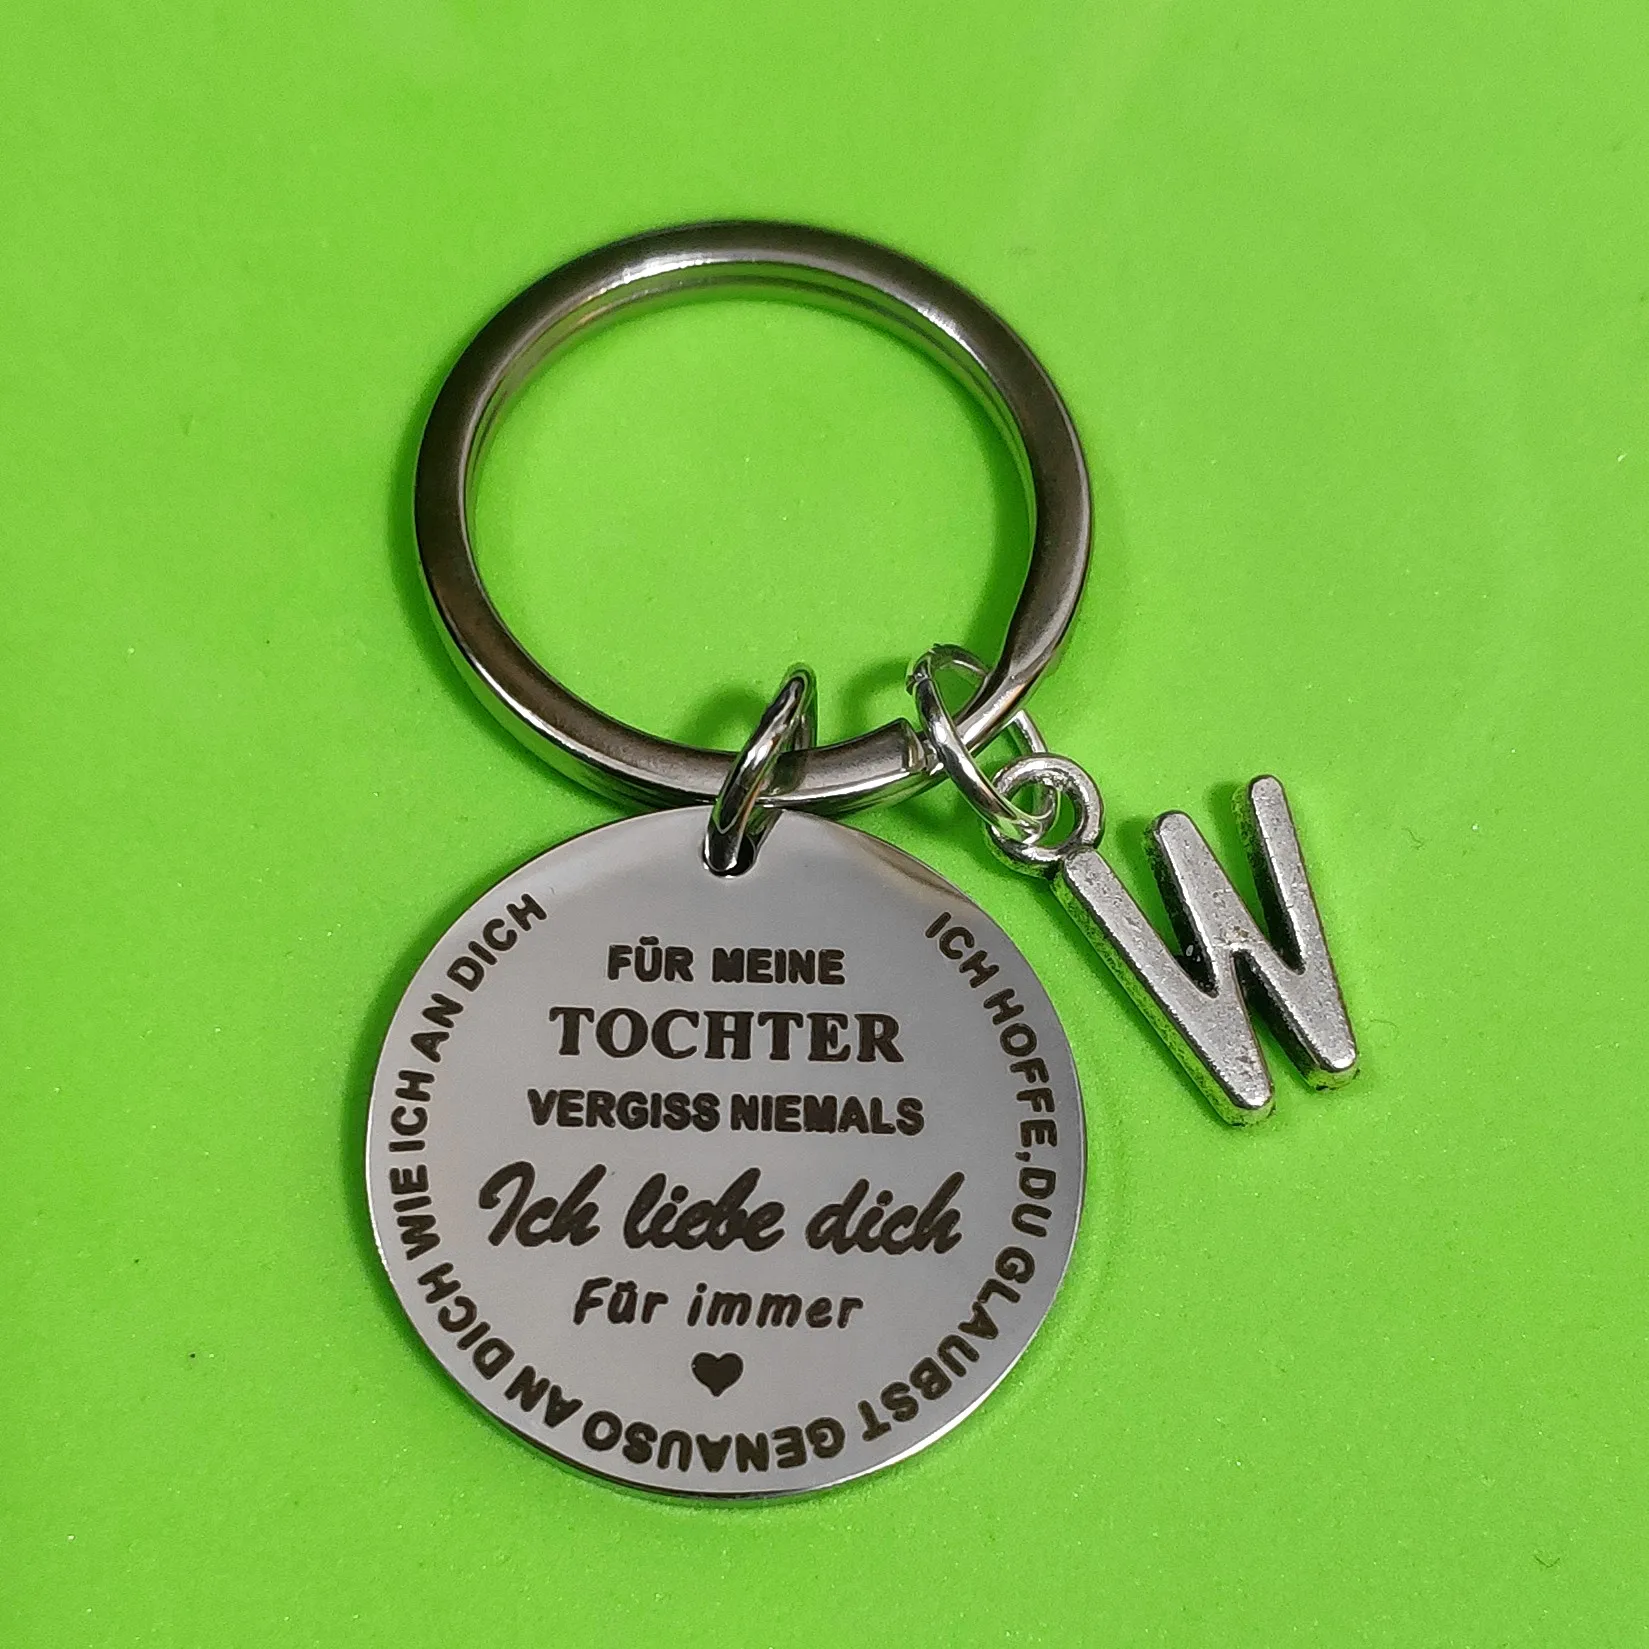 FÜR MEINE
TOCHTER
VERGISS NIEMALS
Ich liebe dich
Für immer
ICH HOFFE, DU GLAUBST GENAUSO AN DICH WIE ICH AN DICH
W